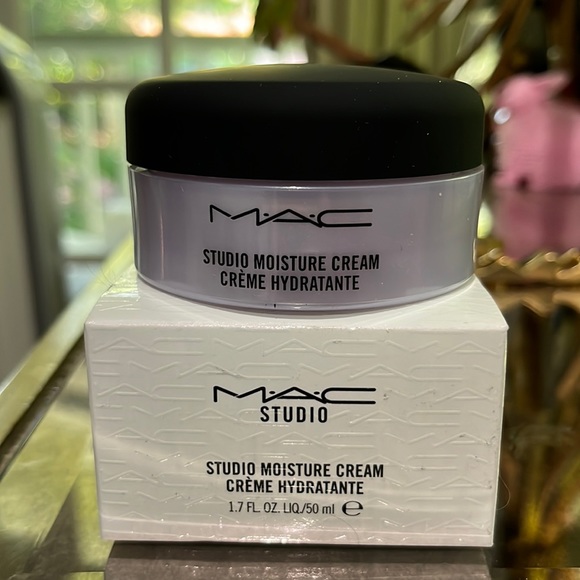 M·A·C
STUDIO MOISTURE CREAM
CRÈME HYDRATANTE
M·A·C
STUDIO
STUDIO MOISTURE CREAM
CRÈME HYDRATANTE
1.7 FL. OZ. LIQ./50 ml ℮